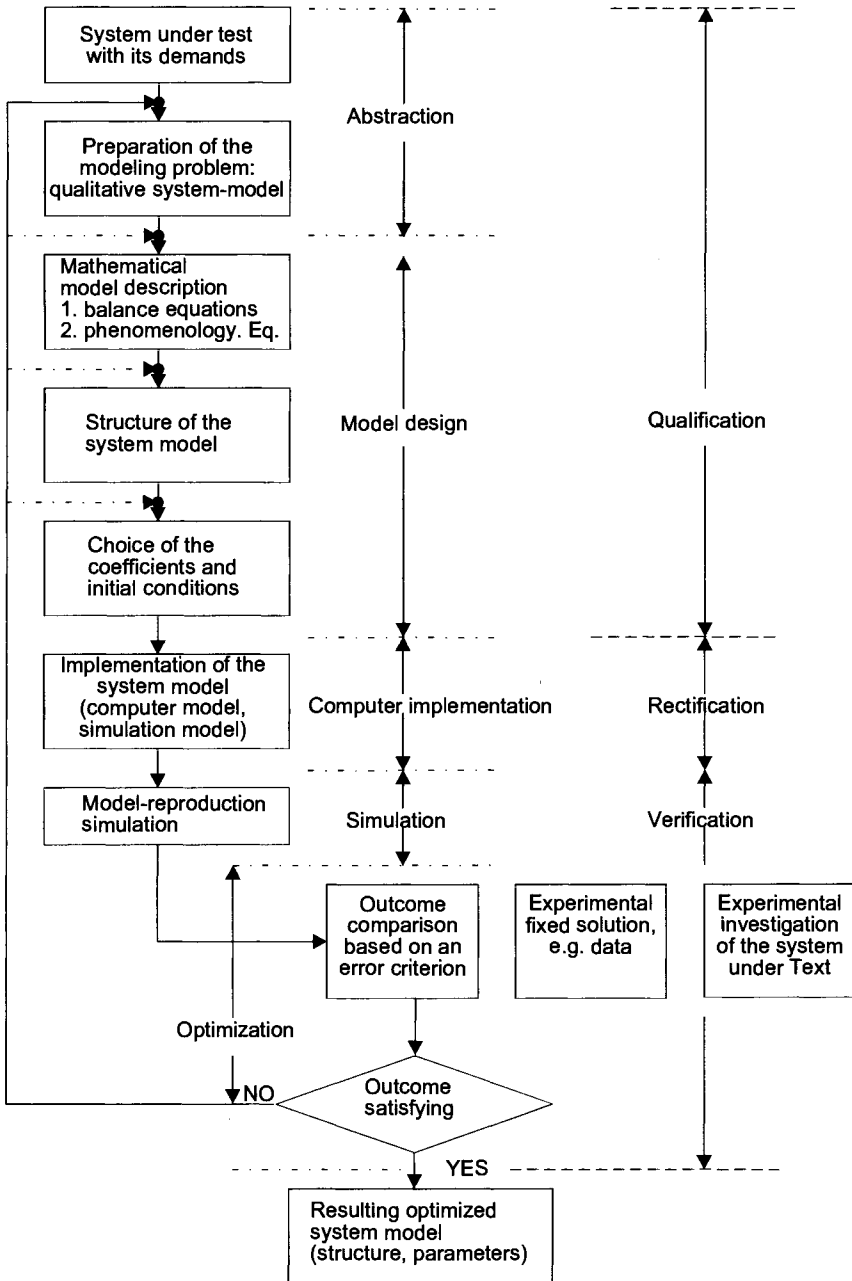 System under test
with its demands
Abstraction
Preparation of the
modeling problem:
qualitative system-model
Mathematical
model description
1. balance equations
2. phenomenology. Eq.
Structure of the
system model
Model design
Qualification
Choice of the
coefficients and
initial conditions
Implementation of the
system model
(computer model,
simulation model)
Computer implementation
Rectification
Model-reproduction
simulation
Simulation
Verification
Outcome
comparison
based on an
error criterion
Experimental
fixed solution,
e.g. data
Experimental
investigation
of the system
under Text
Optimization
NO
Outcome
satisfying
YES
Resulting optimized
system model
(structure, parameters)